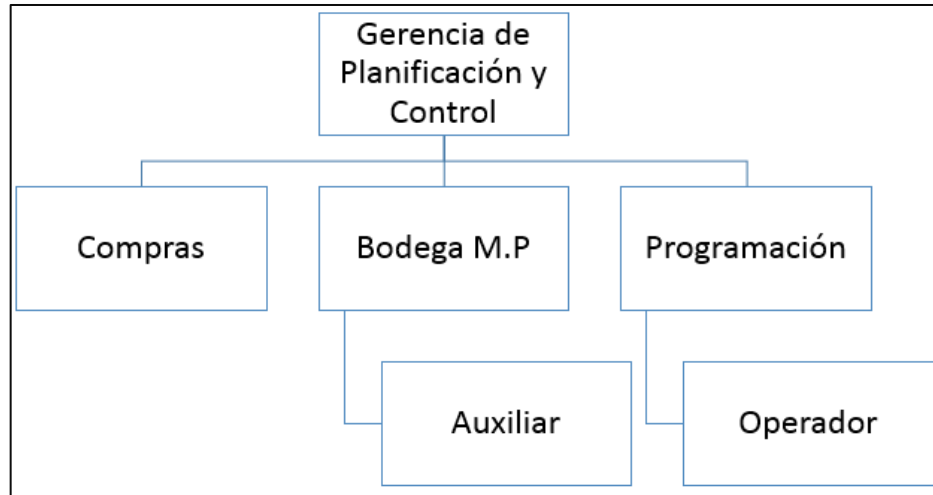 Gerencia de
Planificación y
Control
Compras
Bodega M.P
Programación
Auxiliar
Operador